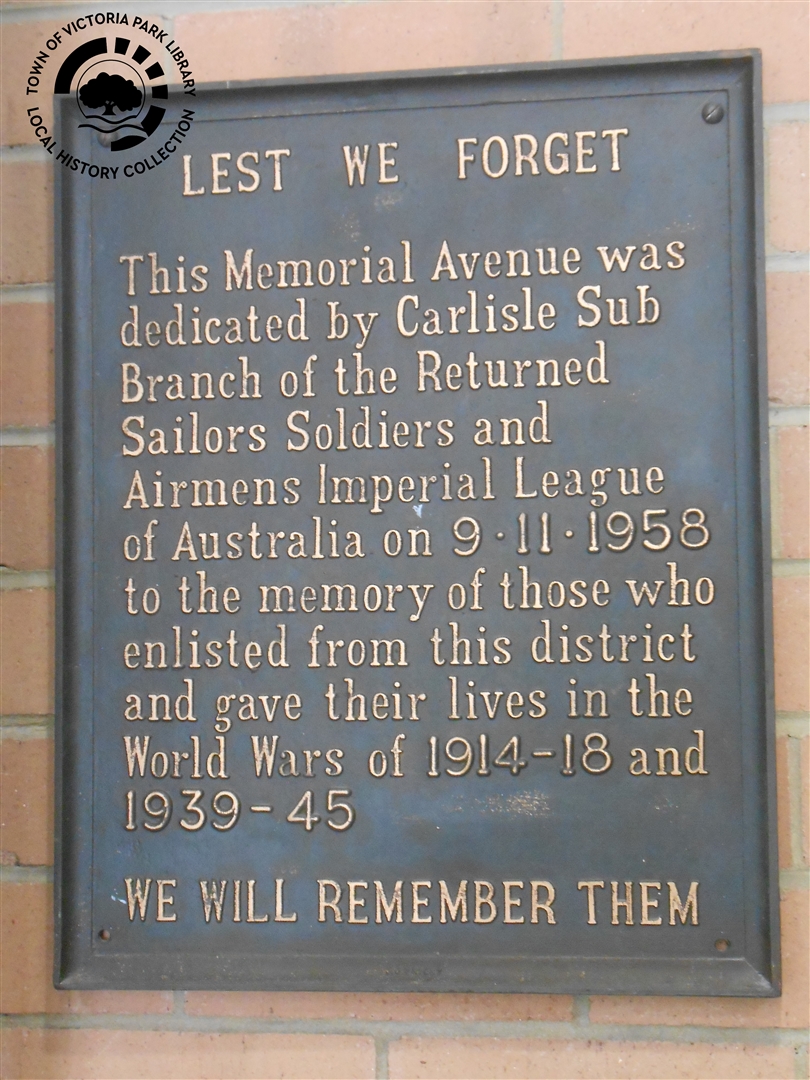 TOWN OF VICTORIA PARK LIBRARY
LOCAL HISTORY COLLECTION
LEST WE FORGET
This Memorial Avenue was
dedicated by Carlisle Sub
Branch of the Returned
Sailors Soldiers and
Airmens Imperial League
of Australia on 9·11·1958
to the memory of those who
enlisted from this district
and gave their lives in the
World Wars of 1914-18 and
1939-45
WE WILL REMEMBER THEM